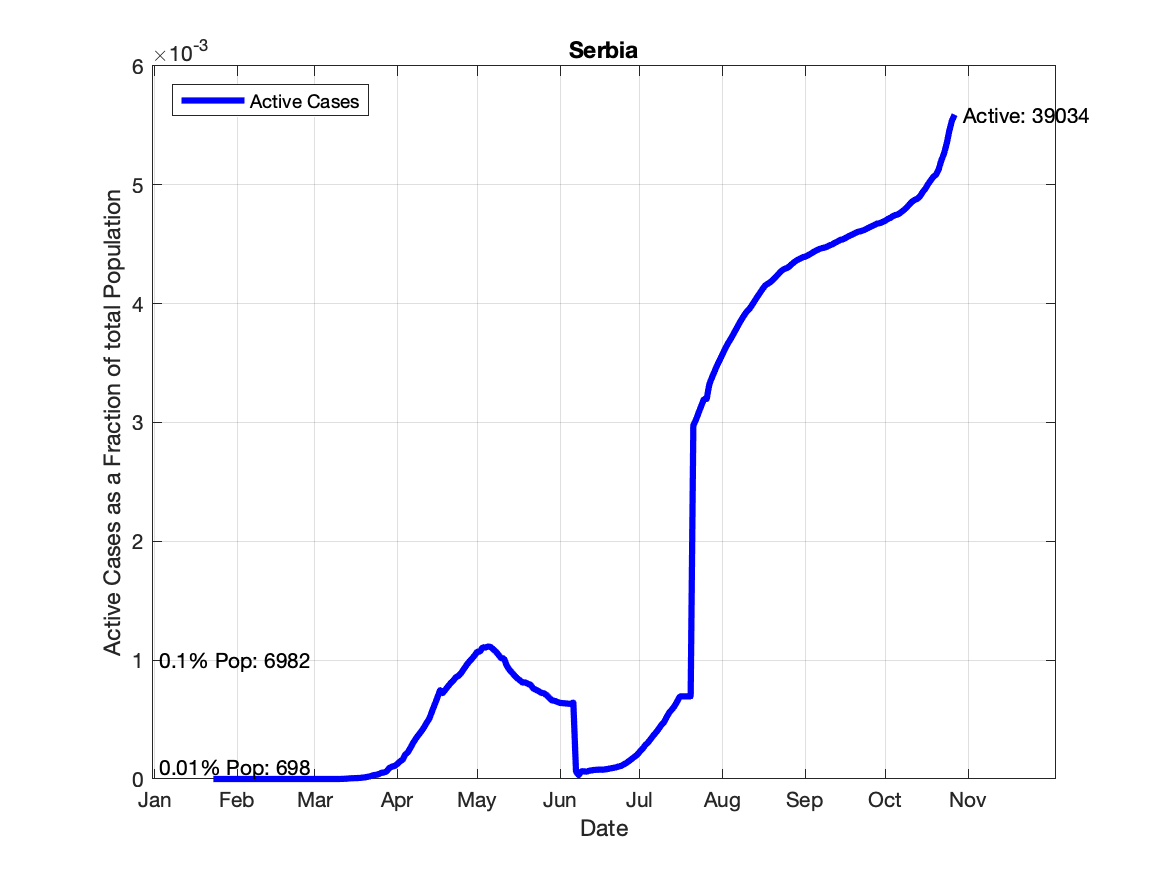 Serbia
×10-3
Active Cases
Active: 39034
6
5
4
3
2
1
0
0.1% Pop: 6982
0.01% Pop: 698
Active Cases as a Fraction of total Population
Jan Feb Mar Apr May Jun Jul Aug Sep Oct Nov
Date